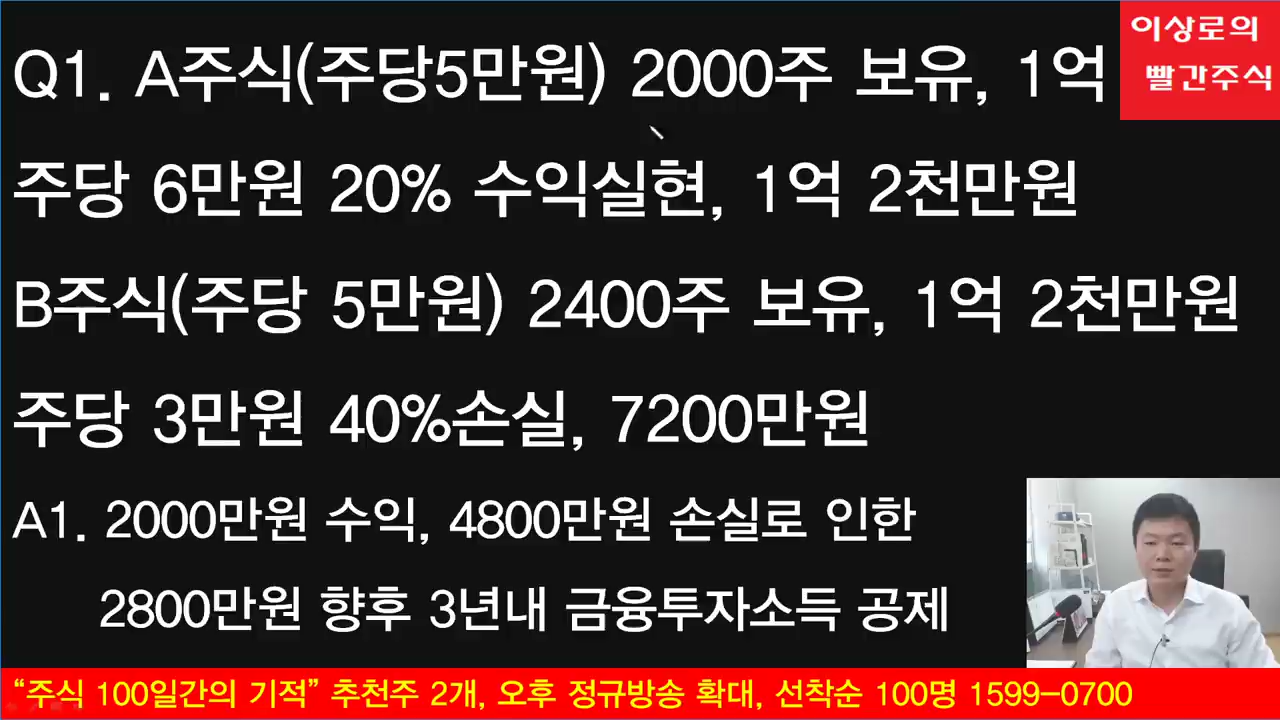 Q1. A주식(주당5만원) 2000주 보유, 1억
이상로의
빨간주식
주당 6만원 20% 수익실현, 1억 2천만원
B주식(주당 5만원) 2400주 보유, 1억 2천만원
주당 3만원 40%손실, 7200만원
A1. 2000만원 수익, 4800만원 손실로 인한
2800만원 향후 3년내 금융투자소득 공제
“주식 100일간의 기적” 추천주 2개, 오후 정규방송 확대, 선착순 100명 1599-0700